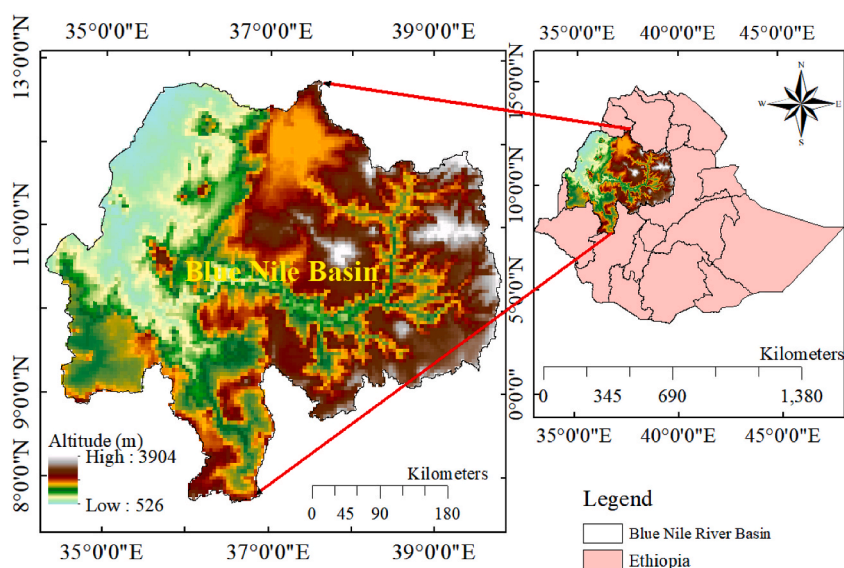 35°0'0"E 37°0'0"E 39°0'0"E
13°0'0"N
11°0'0"N
9°0'0"N
8°0'0"N
Blue Nile Basin
Altitude (m)
High : 3904
Low : 526
Kilometers
0 45 90 180
35°0'0"E 37°0'0"E 39°0'0"E
35°0'0"E 40°0'0"E 45°0'0"E
15°0'0"N
10°0'0"N
5°0'0"N
0°0'0"
N
W E
S
Kilometers
0 345 690 1,380
35°0'0"E 40°0'0"E 45°0'0"E
Legend
Blue Nile River Basin
Ethiopia